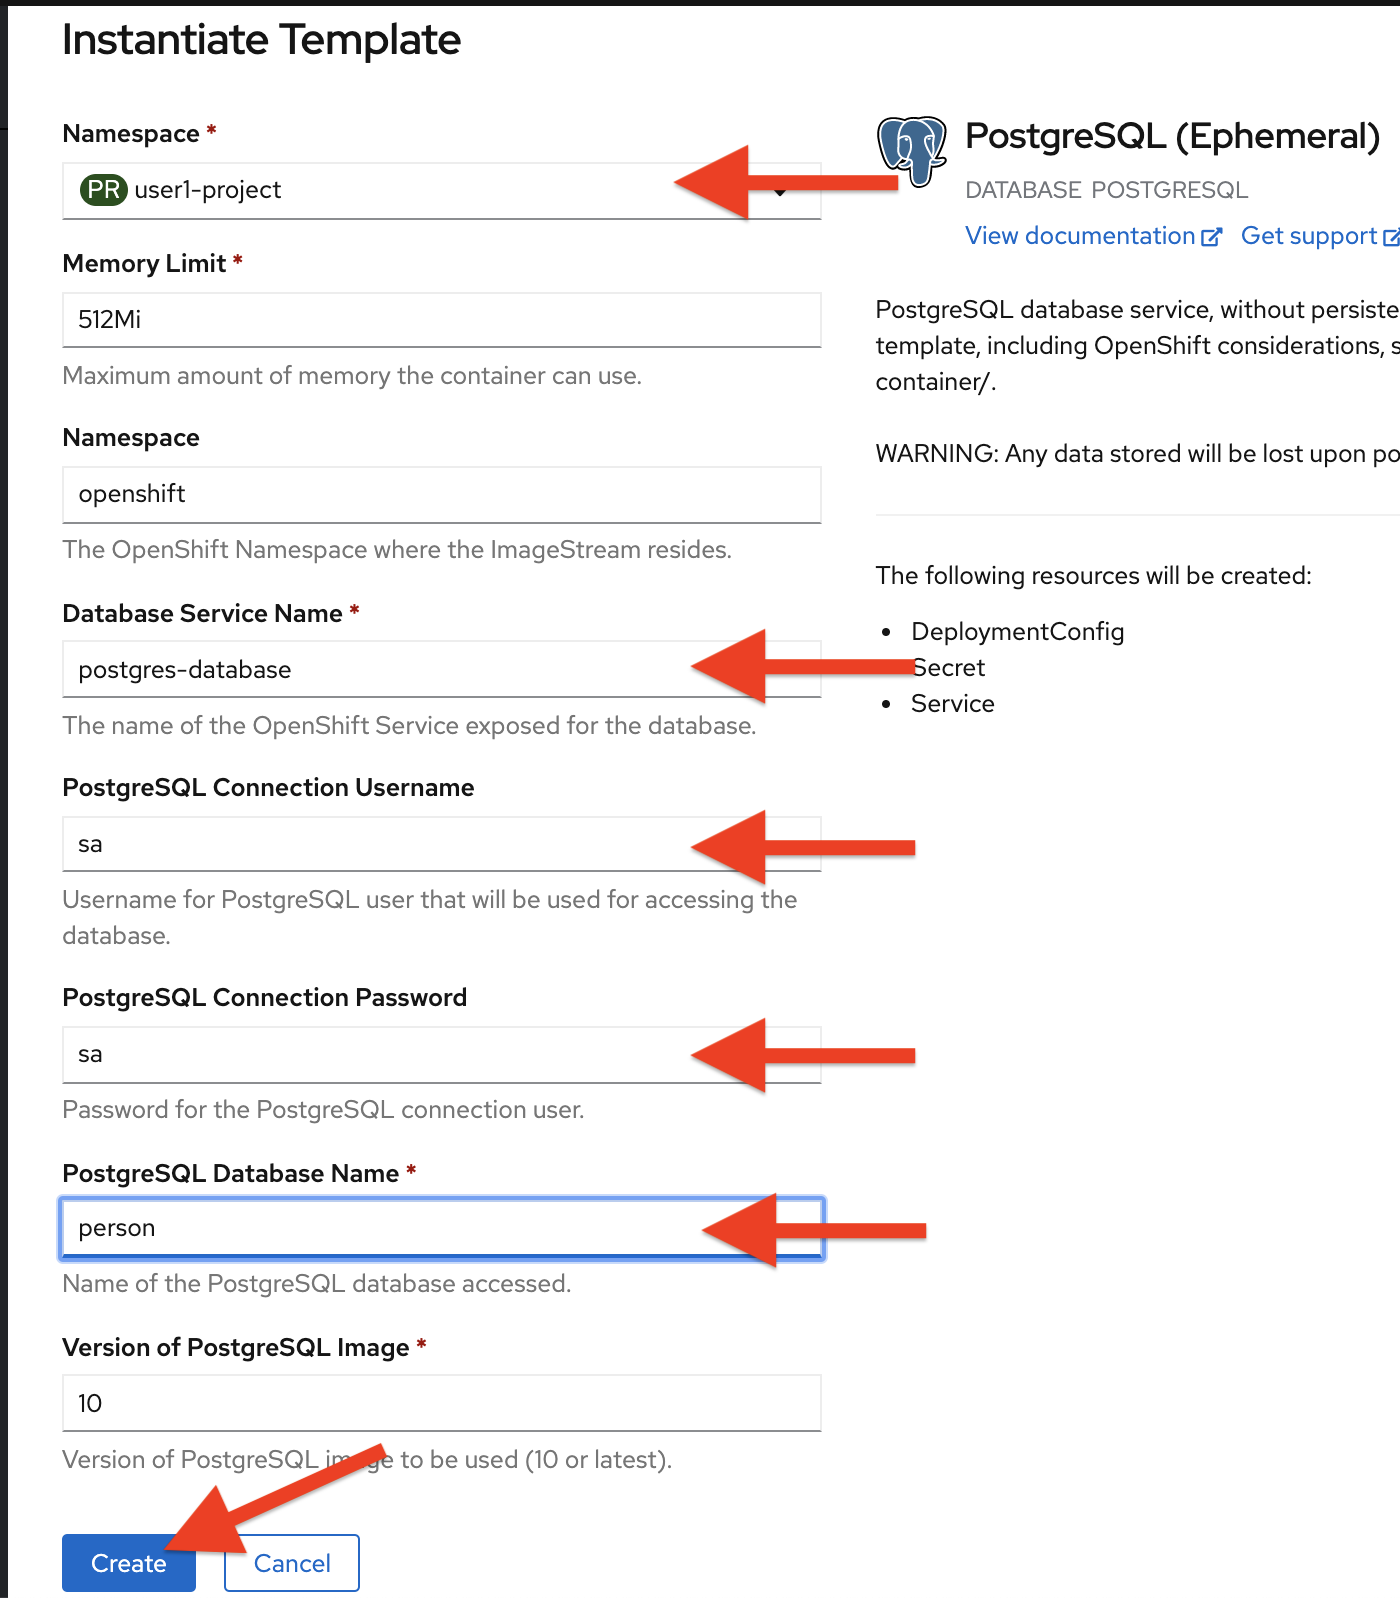 Instantiate Template
Namespace *
PR user1-project
Memory Limit *
512Mi
Maximum amount of memory the container can use.
Namespace
openshift
The OpenShift Namespace where the ImageStream resides.
Database Service Name *
postgres-database
The name of the OpenShift Service exposed for the database.
PostgreSQL Connection Username
sa
Username for PostgreSQL user that will be used for accessing the
database.
PostgreSQL Connection Password
sa
Password for the PostgreSQL connection user.
PostgreSQL Database Name *
person
Name of the PostgreSQL database accessed.
Version of PostgreSQL Image *
10
Version of PostgreSQL image to be used (10 or latest).
Create
Cancel
PostgreSQL (Ephemeral)
DATABASE POSTGRESQL
View documentation Get support
PostgreSQL database service, without persiste
template, including OpenShift considerations, s
container/.
WARNING: Any data stored will be lost upon po
The following resources will be created:
• DeploymentConfig
Secret
• Service